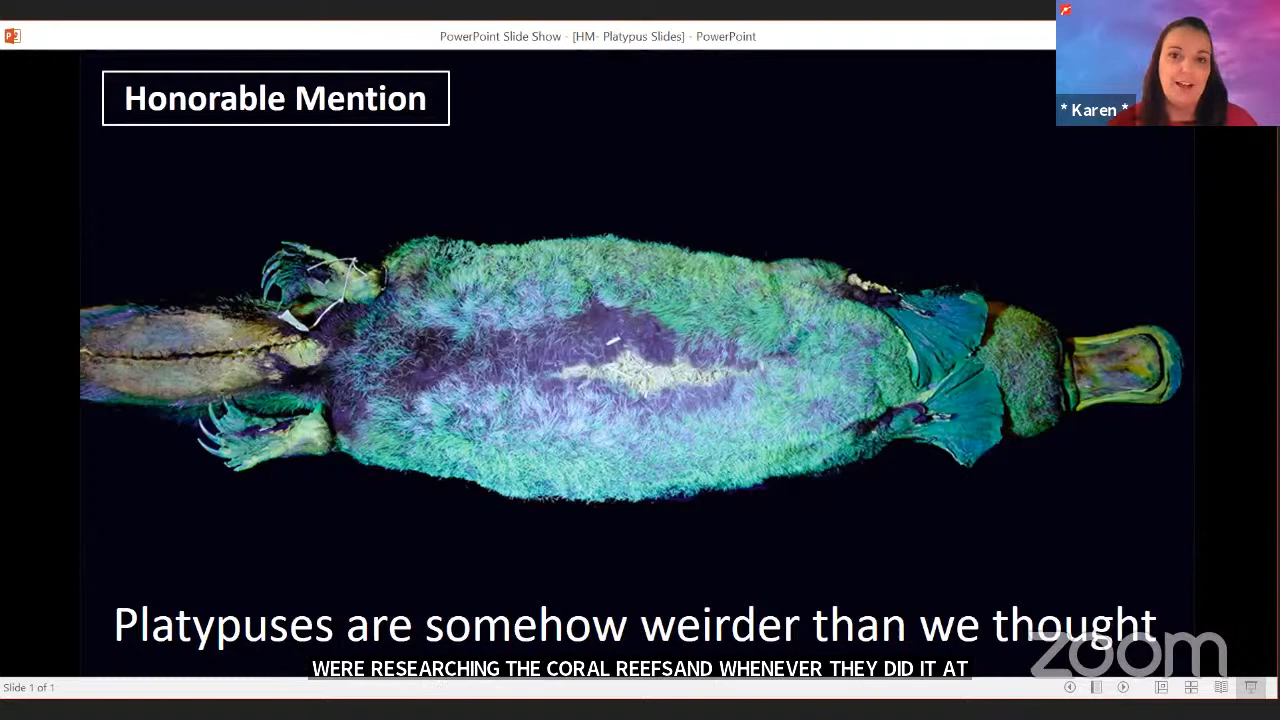 PowerPoint Slide Show - [HM- Platypus Slides] - PowerPoint
Honorable Mention
* Karen *
Platypuses are somehow weirder than we thought
zoom
WERE RESEARCHING THE CORAL REEFSAND WHENEVER THEY DID IT AT
Slide 1 of 1